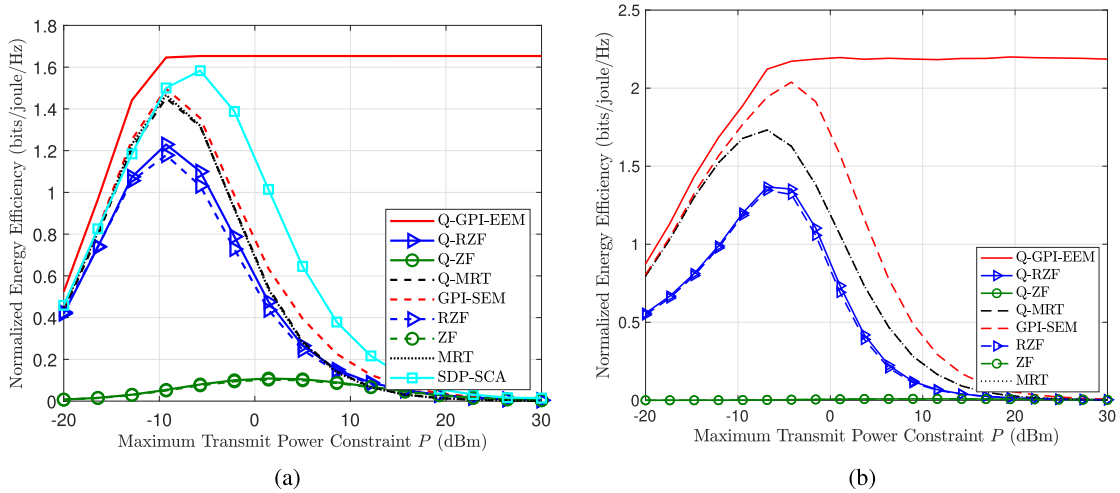 Normalized Energy Efficiency (bits/joule/Hz)
1.8
1.6
1.4
1.2
1
0.8
0.6
0.4
0.2
0
-20
-10
0
10
20
30
Maximum Transmit Power Constraint P (dBm)
Q-GPI-EEM
Q-RZF
Q-ZF
Q-MRT
GPI-SEM
RZF
ZF
MRT
SDP-SCA
(a)
Normalized Energy Efficiency (bits/joule/Hz)
2.5
2
1.5
1
0.5
0
-20
-10
0
10
20
30
Maximum Transmit Power Constraint P (dBm)
Q-GPI-EEM
Q-RZF
Q-ZF
Q-MRT
GPI-SEM
RZF
ZF
MRT
(b)